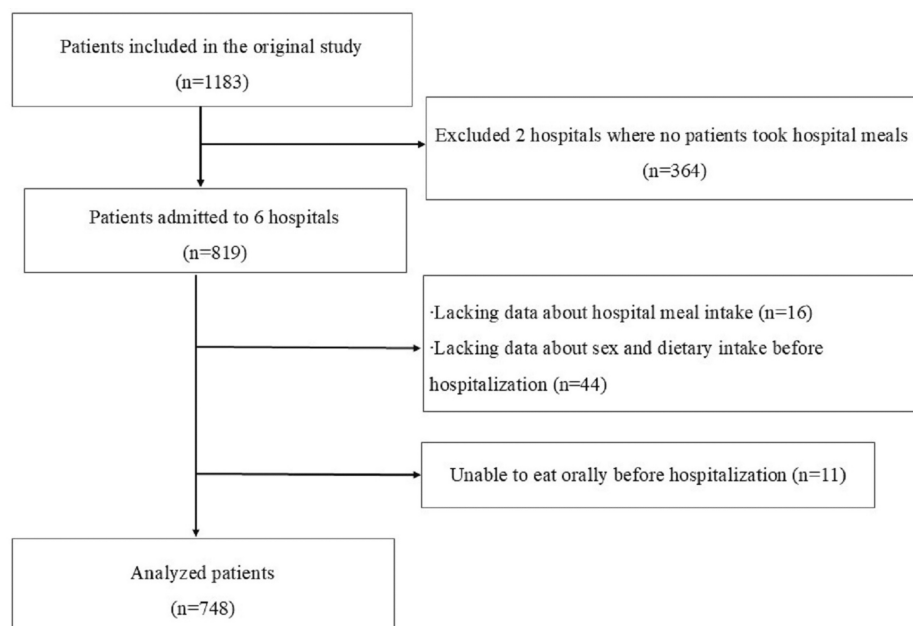 Patients included in the original study
(n=1183)
Excluded 2 hospitals where no patients took hospital meals
(n=364)
Patients admitted to 6 hospitals
(n=819)
·Lacking data about hospital meal intake (n=16)
·Lacking data about sex and dietary intake before
hospitalization (n=44)
Unable to eat orally before hospitalization (n=11)
Analyzed patients
(n=748)